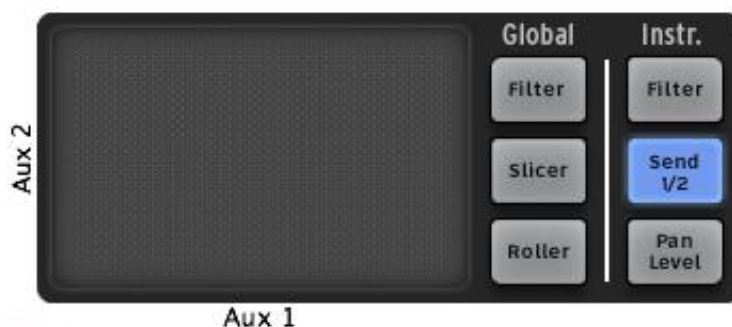 Global
Instr.
Filter
Filter
Aux 2
Slicer
Send
1/2
Roller
Pan
Level
Aux 1